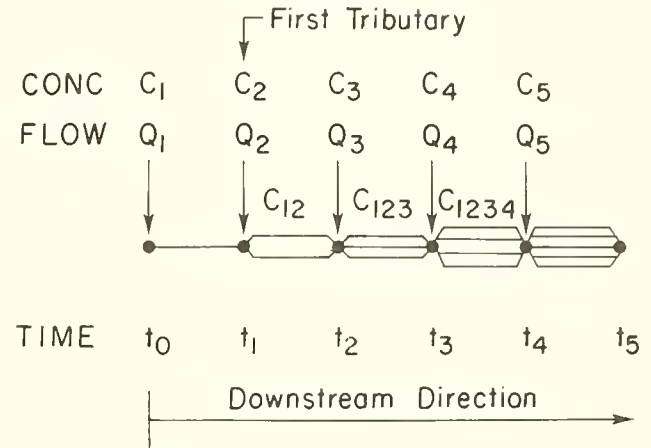 First Tributary
CONC C₁ C₂ C₃ C₄ C₅
FLOW Q₁ Q₂ Q₃ Q₄ Q₅
C₁₂ C₁₂₃ C₁₂₃₄
TIME t₀ t₁ t₂ t₃ t₄ t₅
Downstream Direction